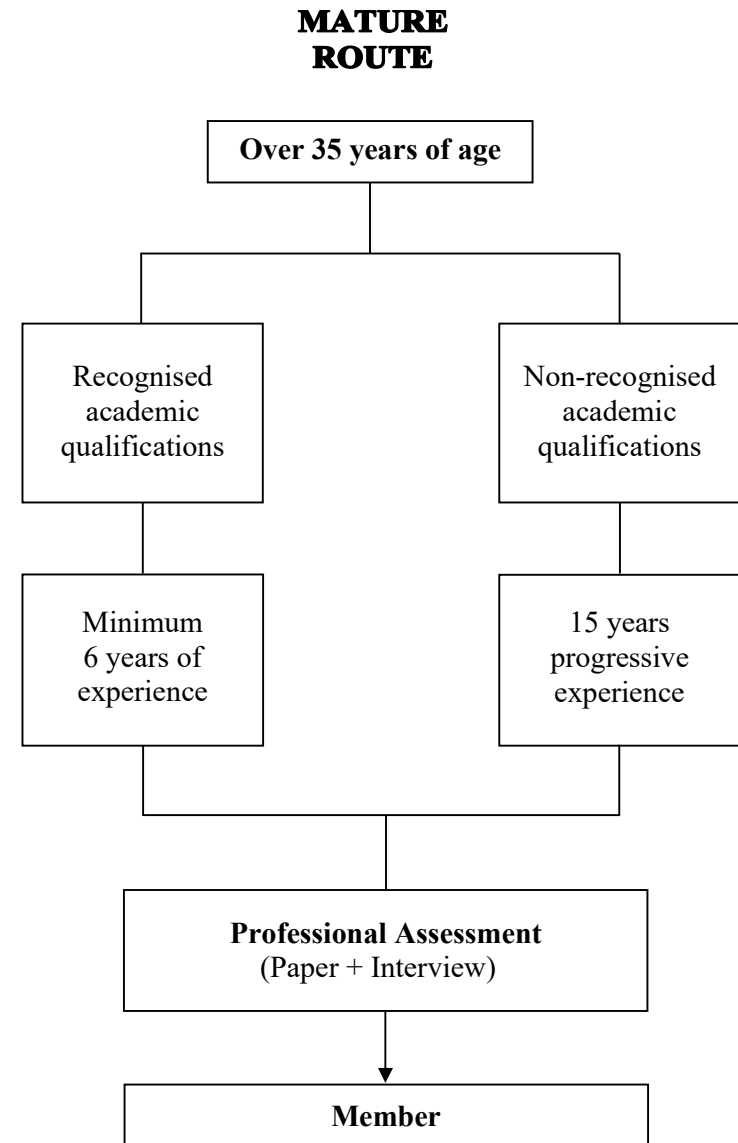 MATURE
ROUTE
Over 35 years of age
Recognised
academic
qualifications
Non-recognised
academic
qualifications
Minimum
6 years of
experience
15 years
progressive
experience
Professional Assessment
(Paper + Interview)
Member